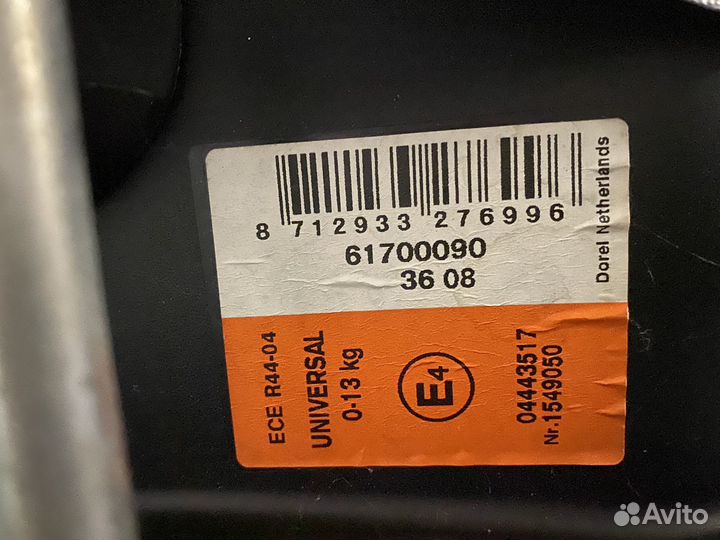 8 712933 276996
61700090
36 08
Dorel Netherlands
ECE R44-04
UNIVERSAL
0-13 kg
E4
04443517
Nr.1549050
Avito